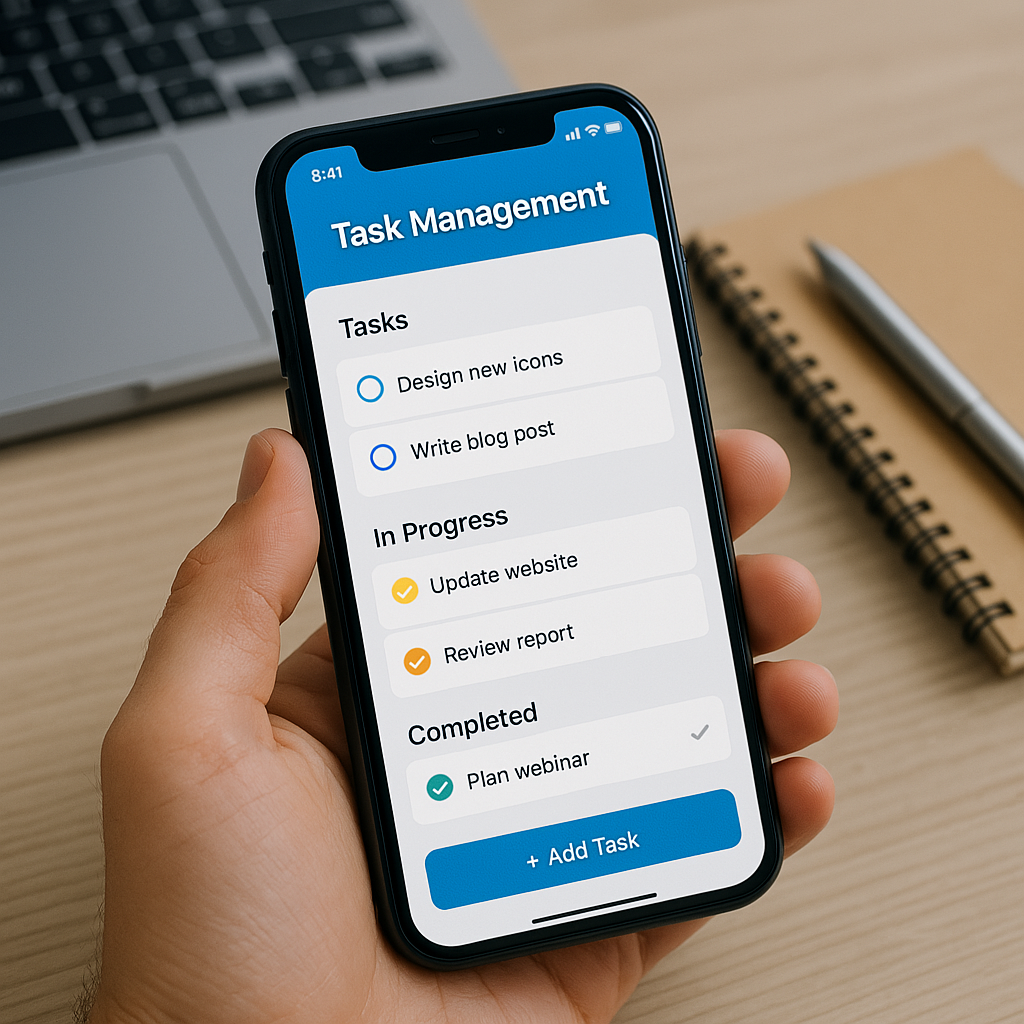 8:41
Task Management
Tasks
Design new icons
Write blog post
In Progress
Update website
Review report
Completed
Plan webinar
+ Add Task